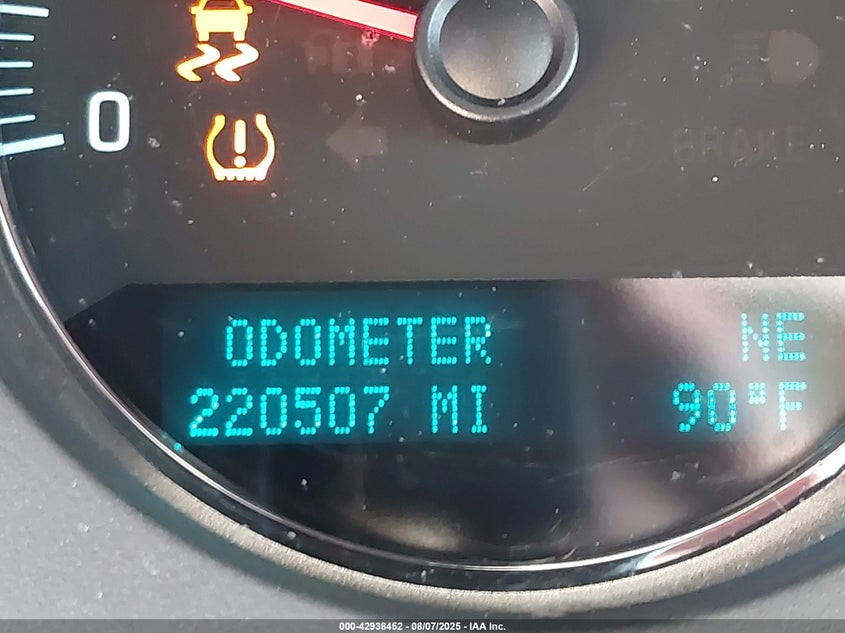 0
BRAKE
ODOMETER NE
220507 MI 90°F
000-42938452 - 08/07/2025 - IAA Inc.